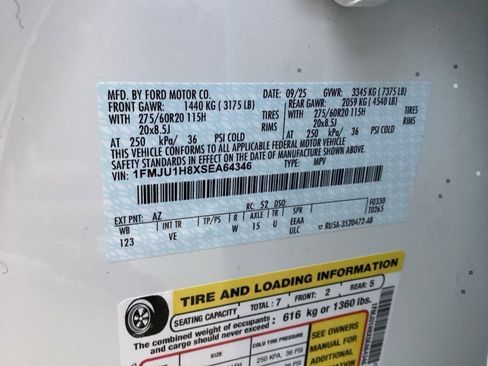 MFD. BY FORD MOTOR CO. 09/25 GVWR: 3345 KG ( 7375 LB)
FRONT GAWR: 1440 KG ( 3175 LB) REAR GAWR: 2059 KG ( 4540 LB)
WITH 275/60R20 115H TIRES WITH 275/60R20 115H TIRES
20x8.5J RIMS 20x8.5J RIMS
AT 250 kPa/ 36 PSI COLD AT 250 kPa/ 36 PSI COLD
THIS VEHICLE CONFORMS TO ALL APPLICABLE FEDERAL MOTOR VEHICLE
SAFETY STANDARDS IN EFFECT ON THE DATE OF MANUFACTURE SHOWN ABOVE.
VIN: 1FMJU1H8XSEA64346
TYPE: MPV
F0330
RC: 52 DSO: E0265
EXT PNT: AZ
WB INT TR TP/PS R AXLE TR SPR EEAA RU5A-3520472-AB
123 VE W 15 U ULC
TIRE AND LOADING INFORMATION
SEATING CAPACITY TOTAL: 7 FRONT: 2 REAR: 5
The combined weight of occupants and cargo should never exceed: 616 kg or 1360 lbs.
SIZE COLD TIRE PRESSURE
250 KPA, 36 PSI
SEE OWNERS
MANUAL FOR
ADDITIONAL